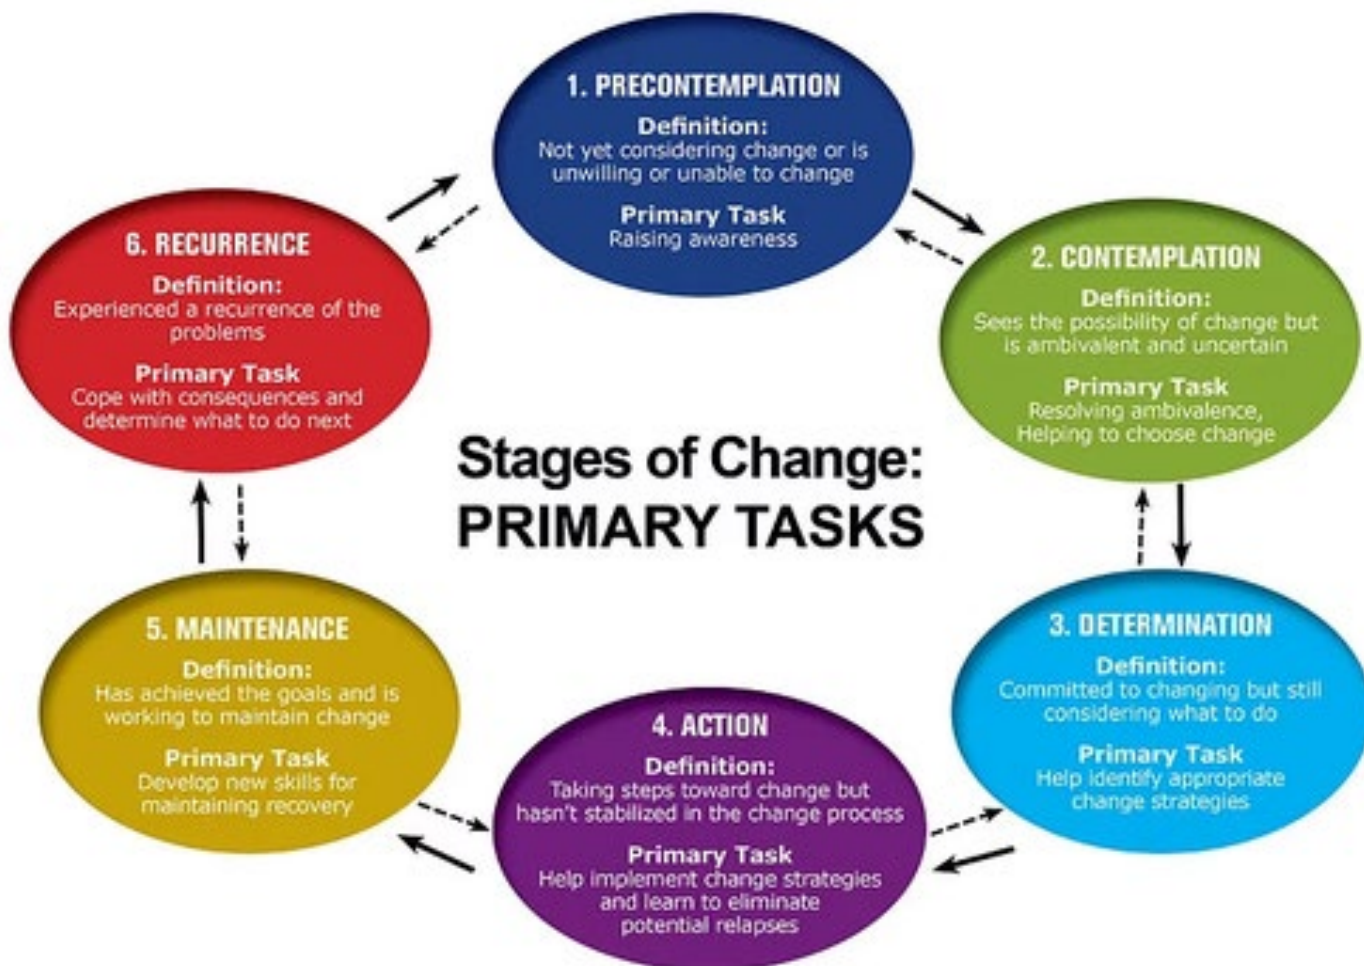 1. PRECONTEMPLATION
Definition:
Not yet considering change or is
unwilling or unable to change
Primary Task
Raising awareness
2. CONTEMPLATION
Definition:
Sees the possibility of change but
is ambivalent and uncertain
Primary Task
Resolving ambivalence,
Helping to choose change
3. DETERMINATION
Definition:
Committed to changing but still
considering what to do
Primary Task
Help identify appropriate
change strategies
4. ACTION
Definition:
Taking steps toward change but
hasn't stabilized in the change process
Primary Task
Help implement change strategies
and learn to eliminate
potential relapses
5. MAINTENANCE
Definition:
Has achieved the goals and is
working to maintain change
Primary Task
Develop new skills for
maintaining recovery
6. RECURRENCE
Definition:
Experienced a recurrence of the
problems
Primary Task
Cope with consequences and
determine what to do next
Stages of Change:
PRIMARY TASKS